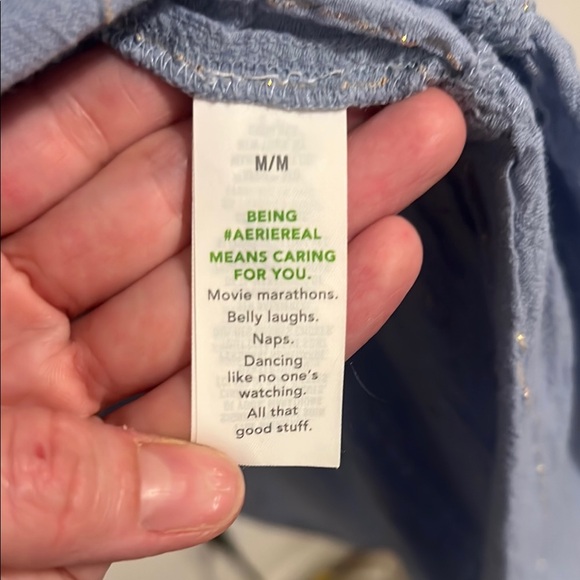 M/M
BEING
#AERIEREAL
MEANS CARING
FOR YOU.
Movie marathons.
Belly laughs.
Naps.
Dancing
like no one's
watching.
All that
good stuff.